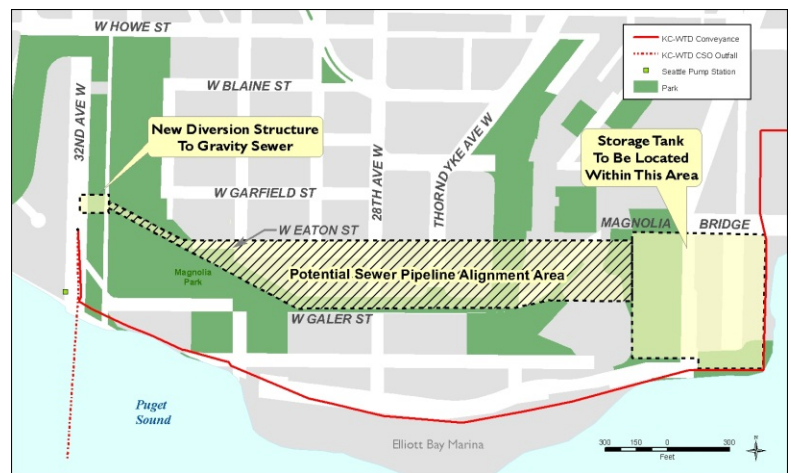 W HOWE ST
KC-WTD Conveyance
KC-WTD CSO Outfall
Seattle Pump Station
Park
W BLAINE ST
32ND AVE W
New Diversion Structure
To Gravity Sewer
28TH AVE W
THORNDYKE AVE W
Storage Tank
To Be Located
Within This Area
W GARFIELD ST
W EATON ST
MAGNOLIA BRIDGE
Magnolia
Park
Potential Sewer Pipeline Alignment Area
W GALER ST
Puget
Sound
Elliott Bay Marina
300 150 0 300
Feet
N